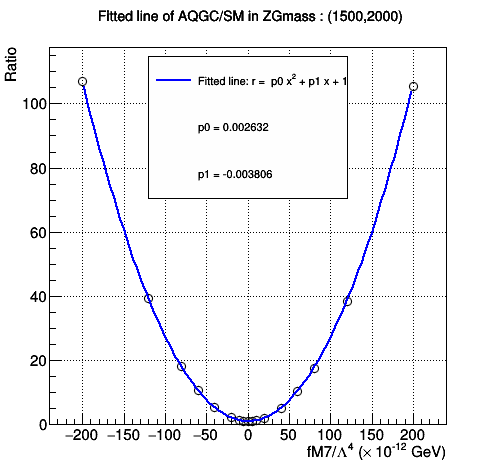 FItted line of AQGC/SM in ZGmass : (1500,2000)
Ratio
Fitted line: r = p0 x² + p1 x + 1
p0 = 0.002632
p1 = -0.003806
100
80
60
40
20
0
−200 −150 −100 −50 0 50 100 150 200
fM7/Λ⁴ (× 10⁻¹² GeV)